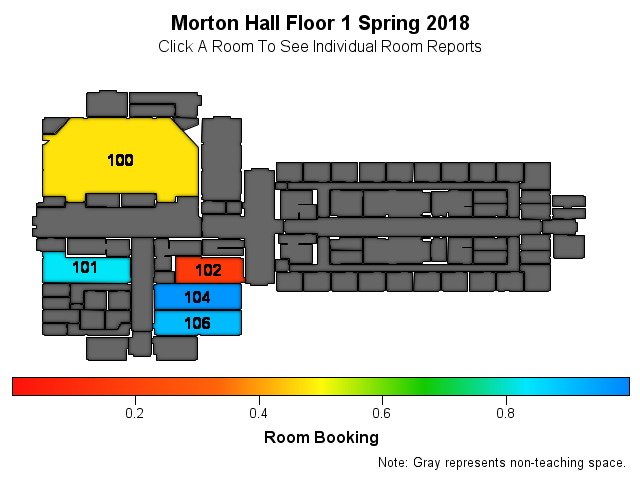 Morton Hall Floor 1 Spring 2018
Click A Room To See Individual Room Reports
100
101
102
104
106
0.2 0.4 0.6 0.8
Room Booking
Note: Gray represents non-teaching space.